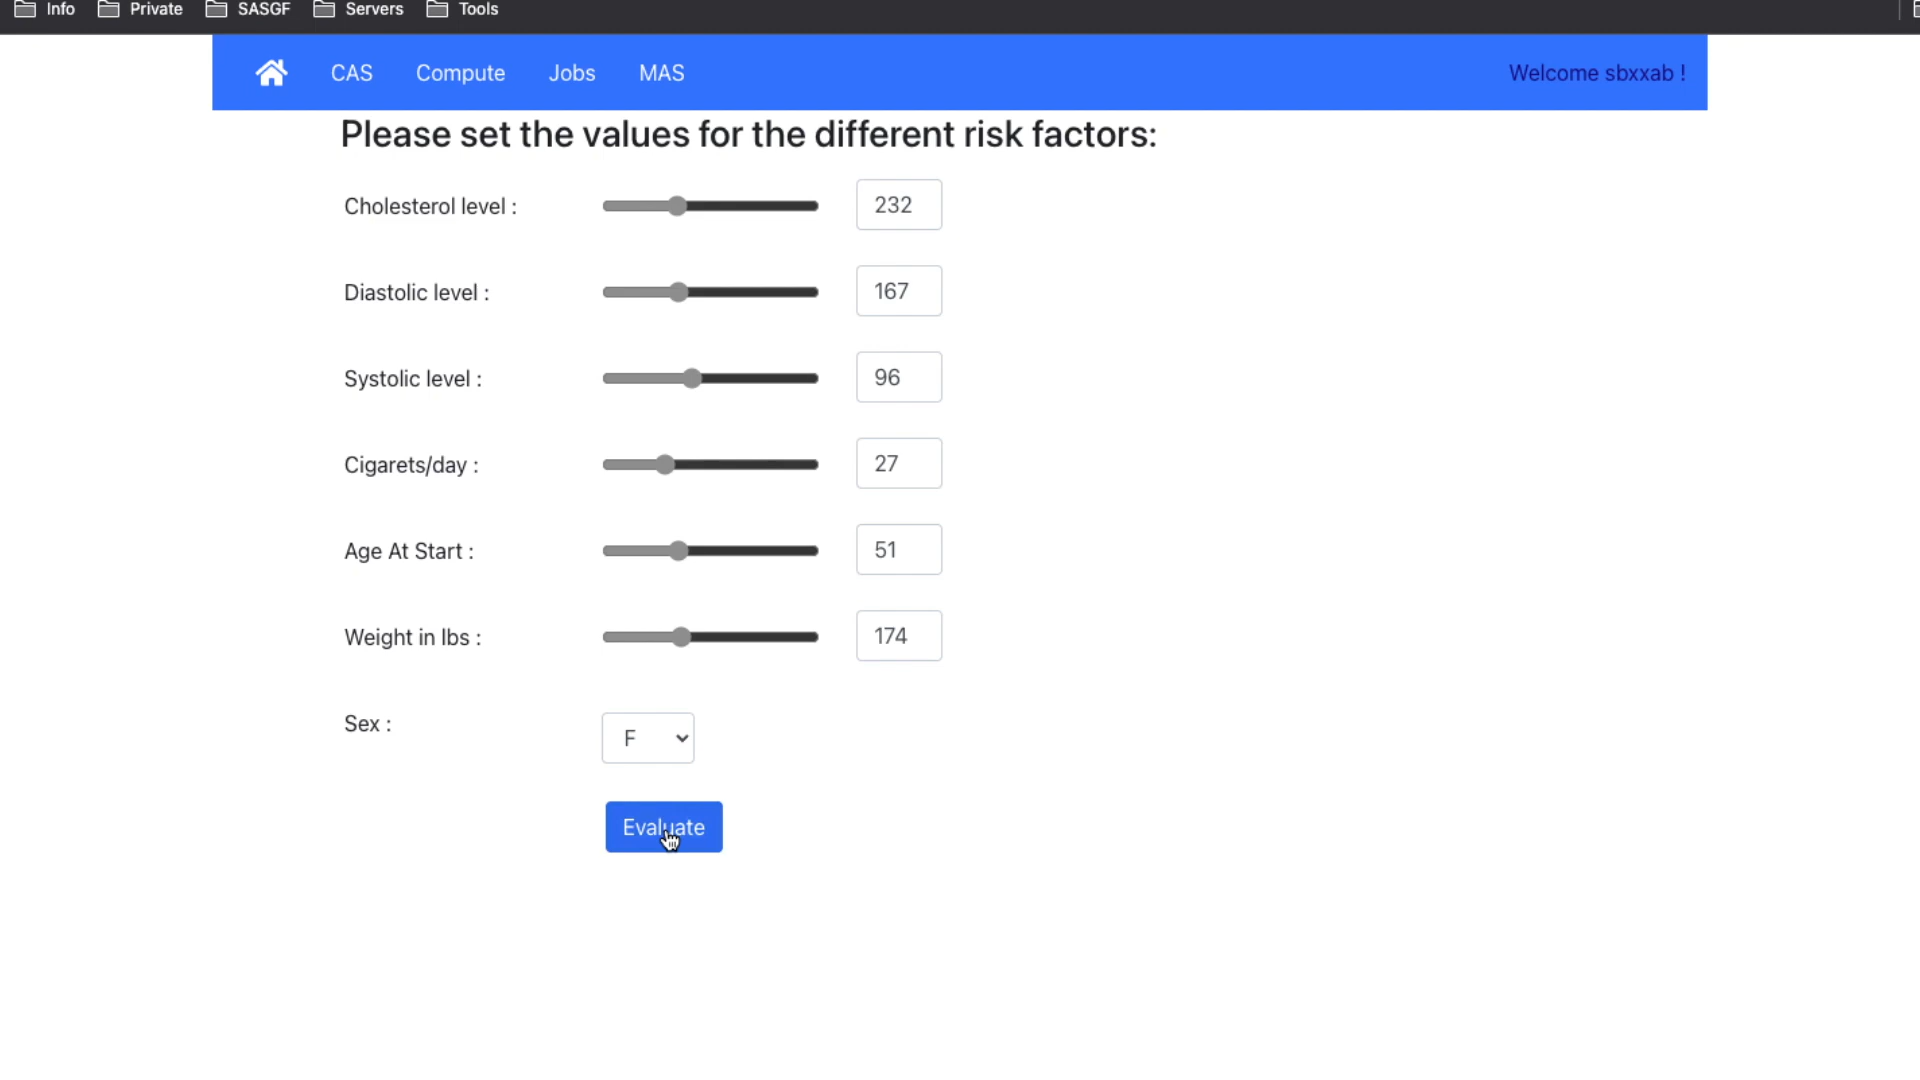 Info Private SASGF Servers Tools
CAS Compute Jobs MAS Welcome sbxxab !
Please set the values for the different risk factors:
Cholesterol level : 232
Diastolic level : 167
Systolic level : 96
Cigarets/day : 27
Age At Start : 51
Weight in lbs : 174
Sex : F
Evaluate